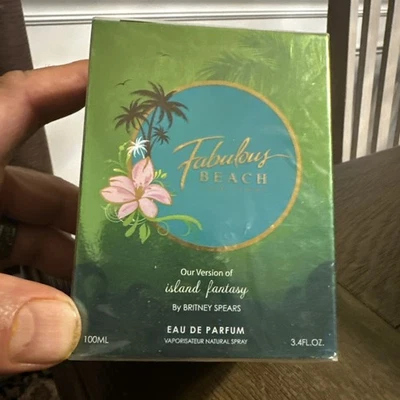 Fabulous
BEACH
Our Version of
island fantasy
By BRITNEY SPEARS
EAU DE PARFUM
VAPORISATEUR NATURAL SPRAY
100ML
3.4FL.OZ.